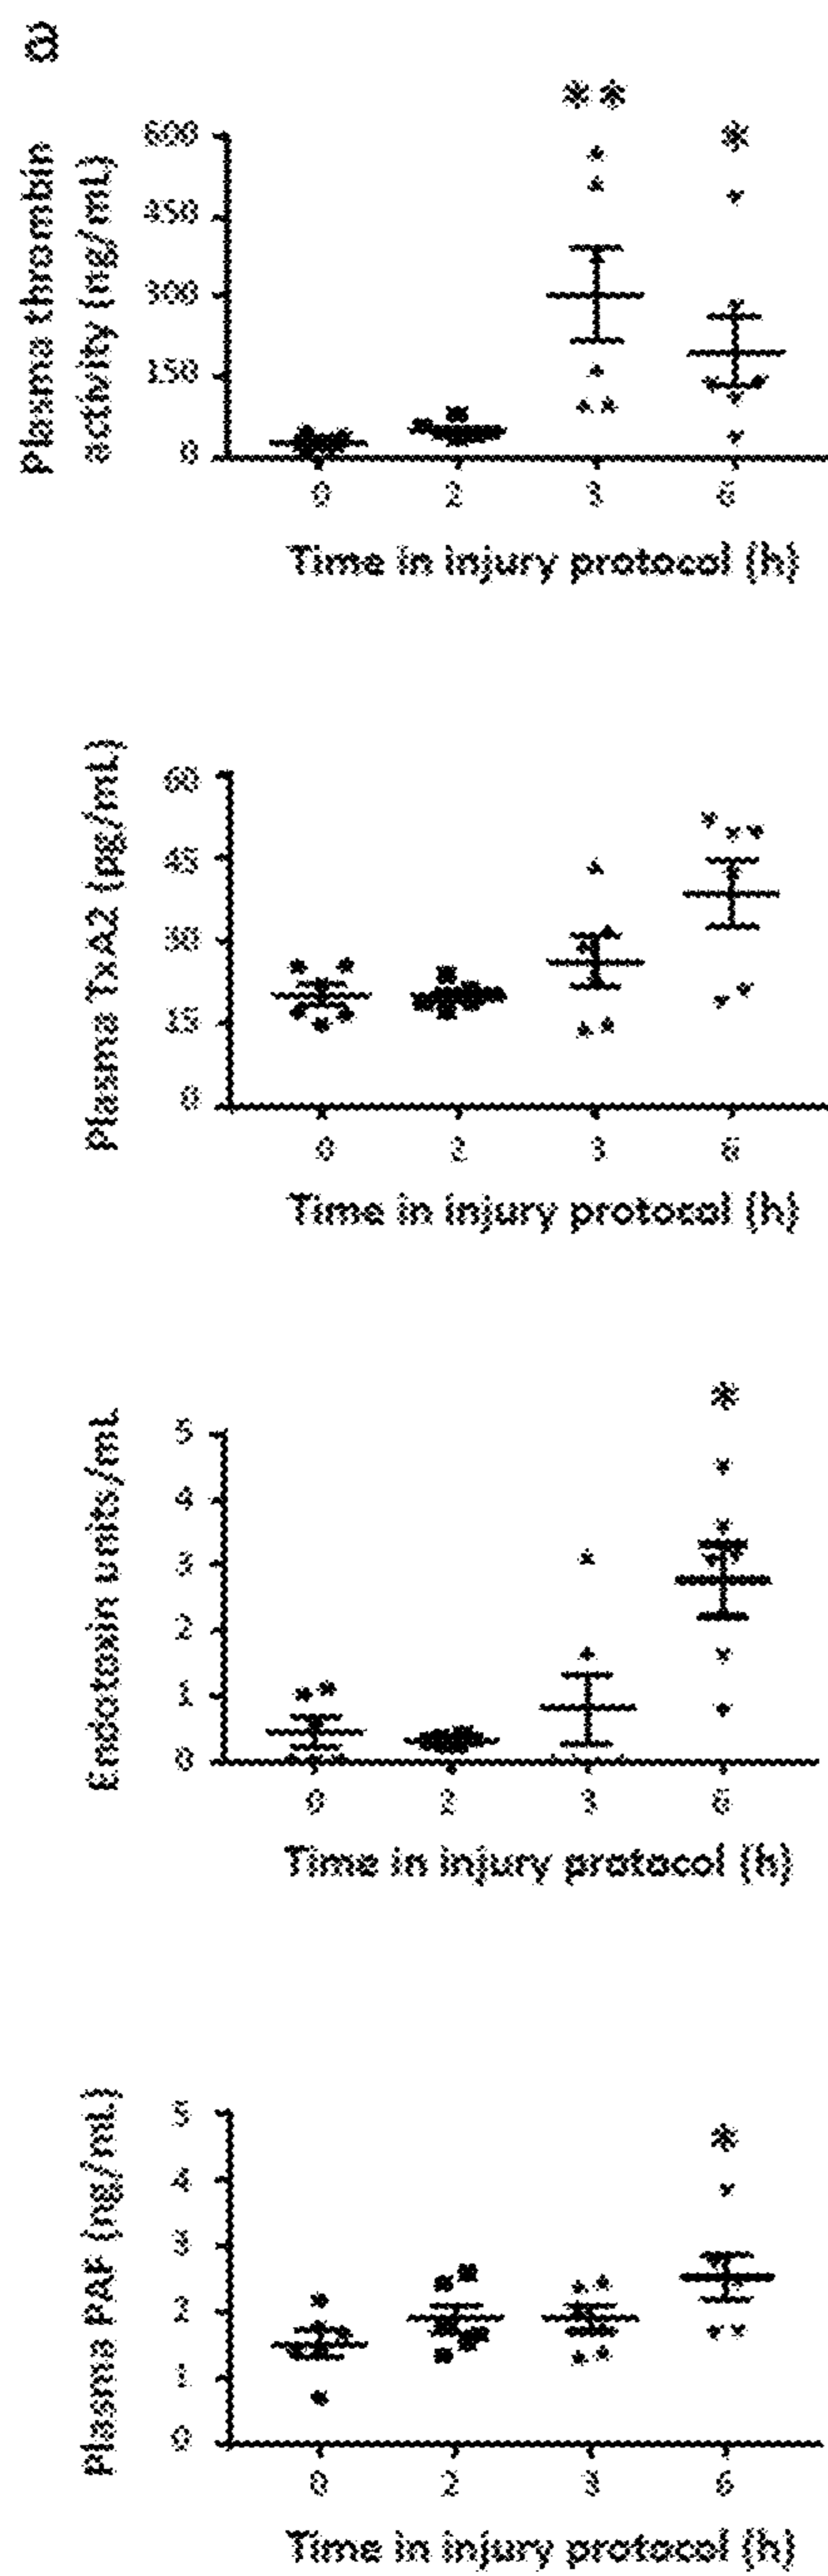 a
Plasma thrombin
activity (ng/mL)
600
450
300
150
0
0 2 3 6
Time in injury protocol (h)
Plasma TxA2 (pg/mL)
60
45
30
15
0
0 2 3 6
Time in injury protocol (h)
Endotoxin units/mL
5
4
3
2
1
0
0 2 3 6
Time in injury protocol (h)
Plasma PAF (ng/mL)
5
4
3
2
1
0
0 2 3 6
Time in injury protocol (h)